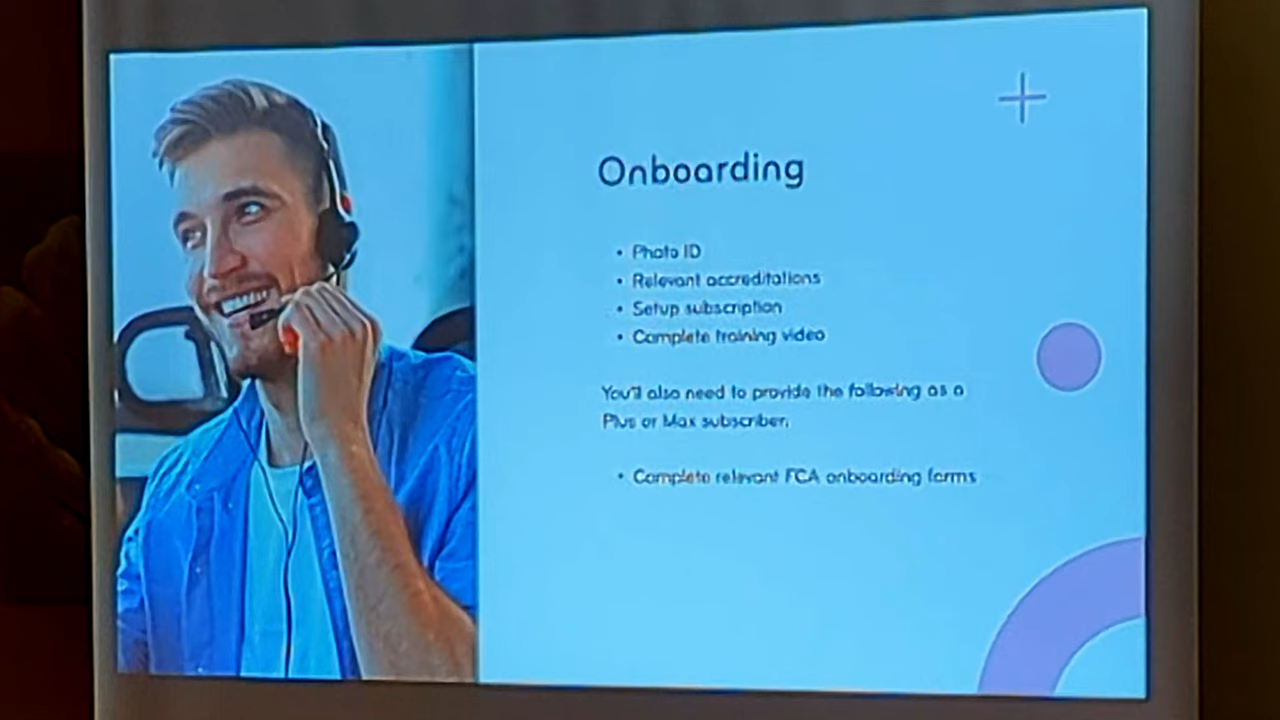 Onboarding
• Photo ID
• Relevant accreditations
• Setup subscription
• Complete training video
You'll also need to provide the following as a
Plus or Max subscriber:
• Complete relevant FCA onboarding forms